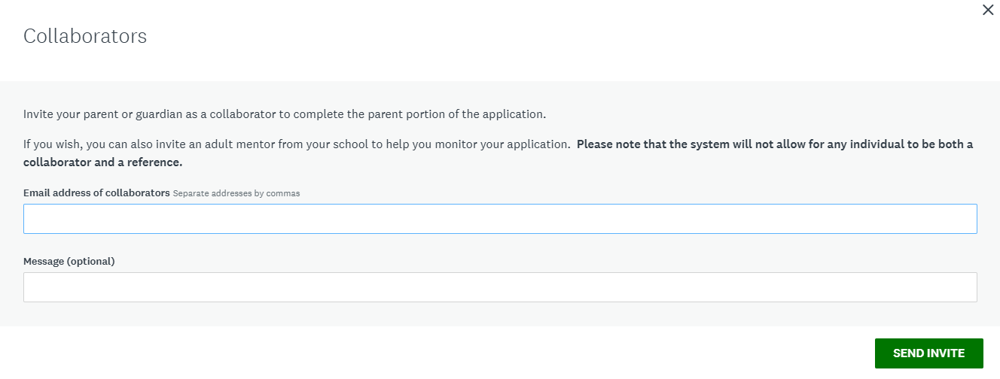 Collaborators
Invite your parent or guardian as a collaborator to complete the parent portion of the application.
If you wish, you can also invite an adult mentor from your school to help you monitor your application.  Please note that the system will not allow for any individual to be both a
collaborator and a reference.
Email address of collaborators Separate addresses by commas
Message (optional)
SEND INVITE